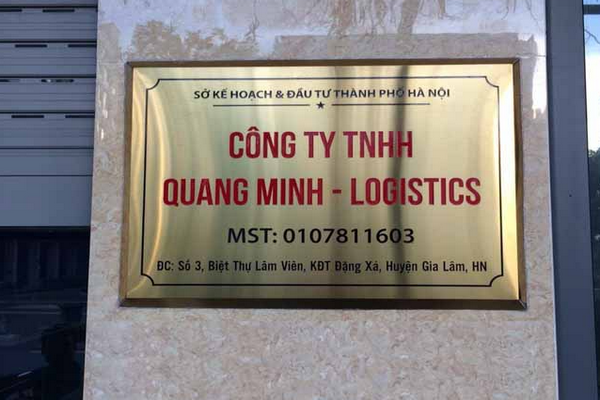 SỞ KẾ HOẠCH & ĐẦU TƯ THÀNH PHỐ HÀ NỘI
CÔNG TY TNHH
QUANG MINH - LOGISTICS
MST: 0107811603
ĐC: Số 3, Biệt Thự Lâm Viên, KĐT Đặng Xá, Huyện Gia Lâm, HN